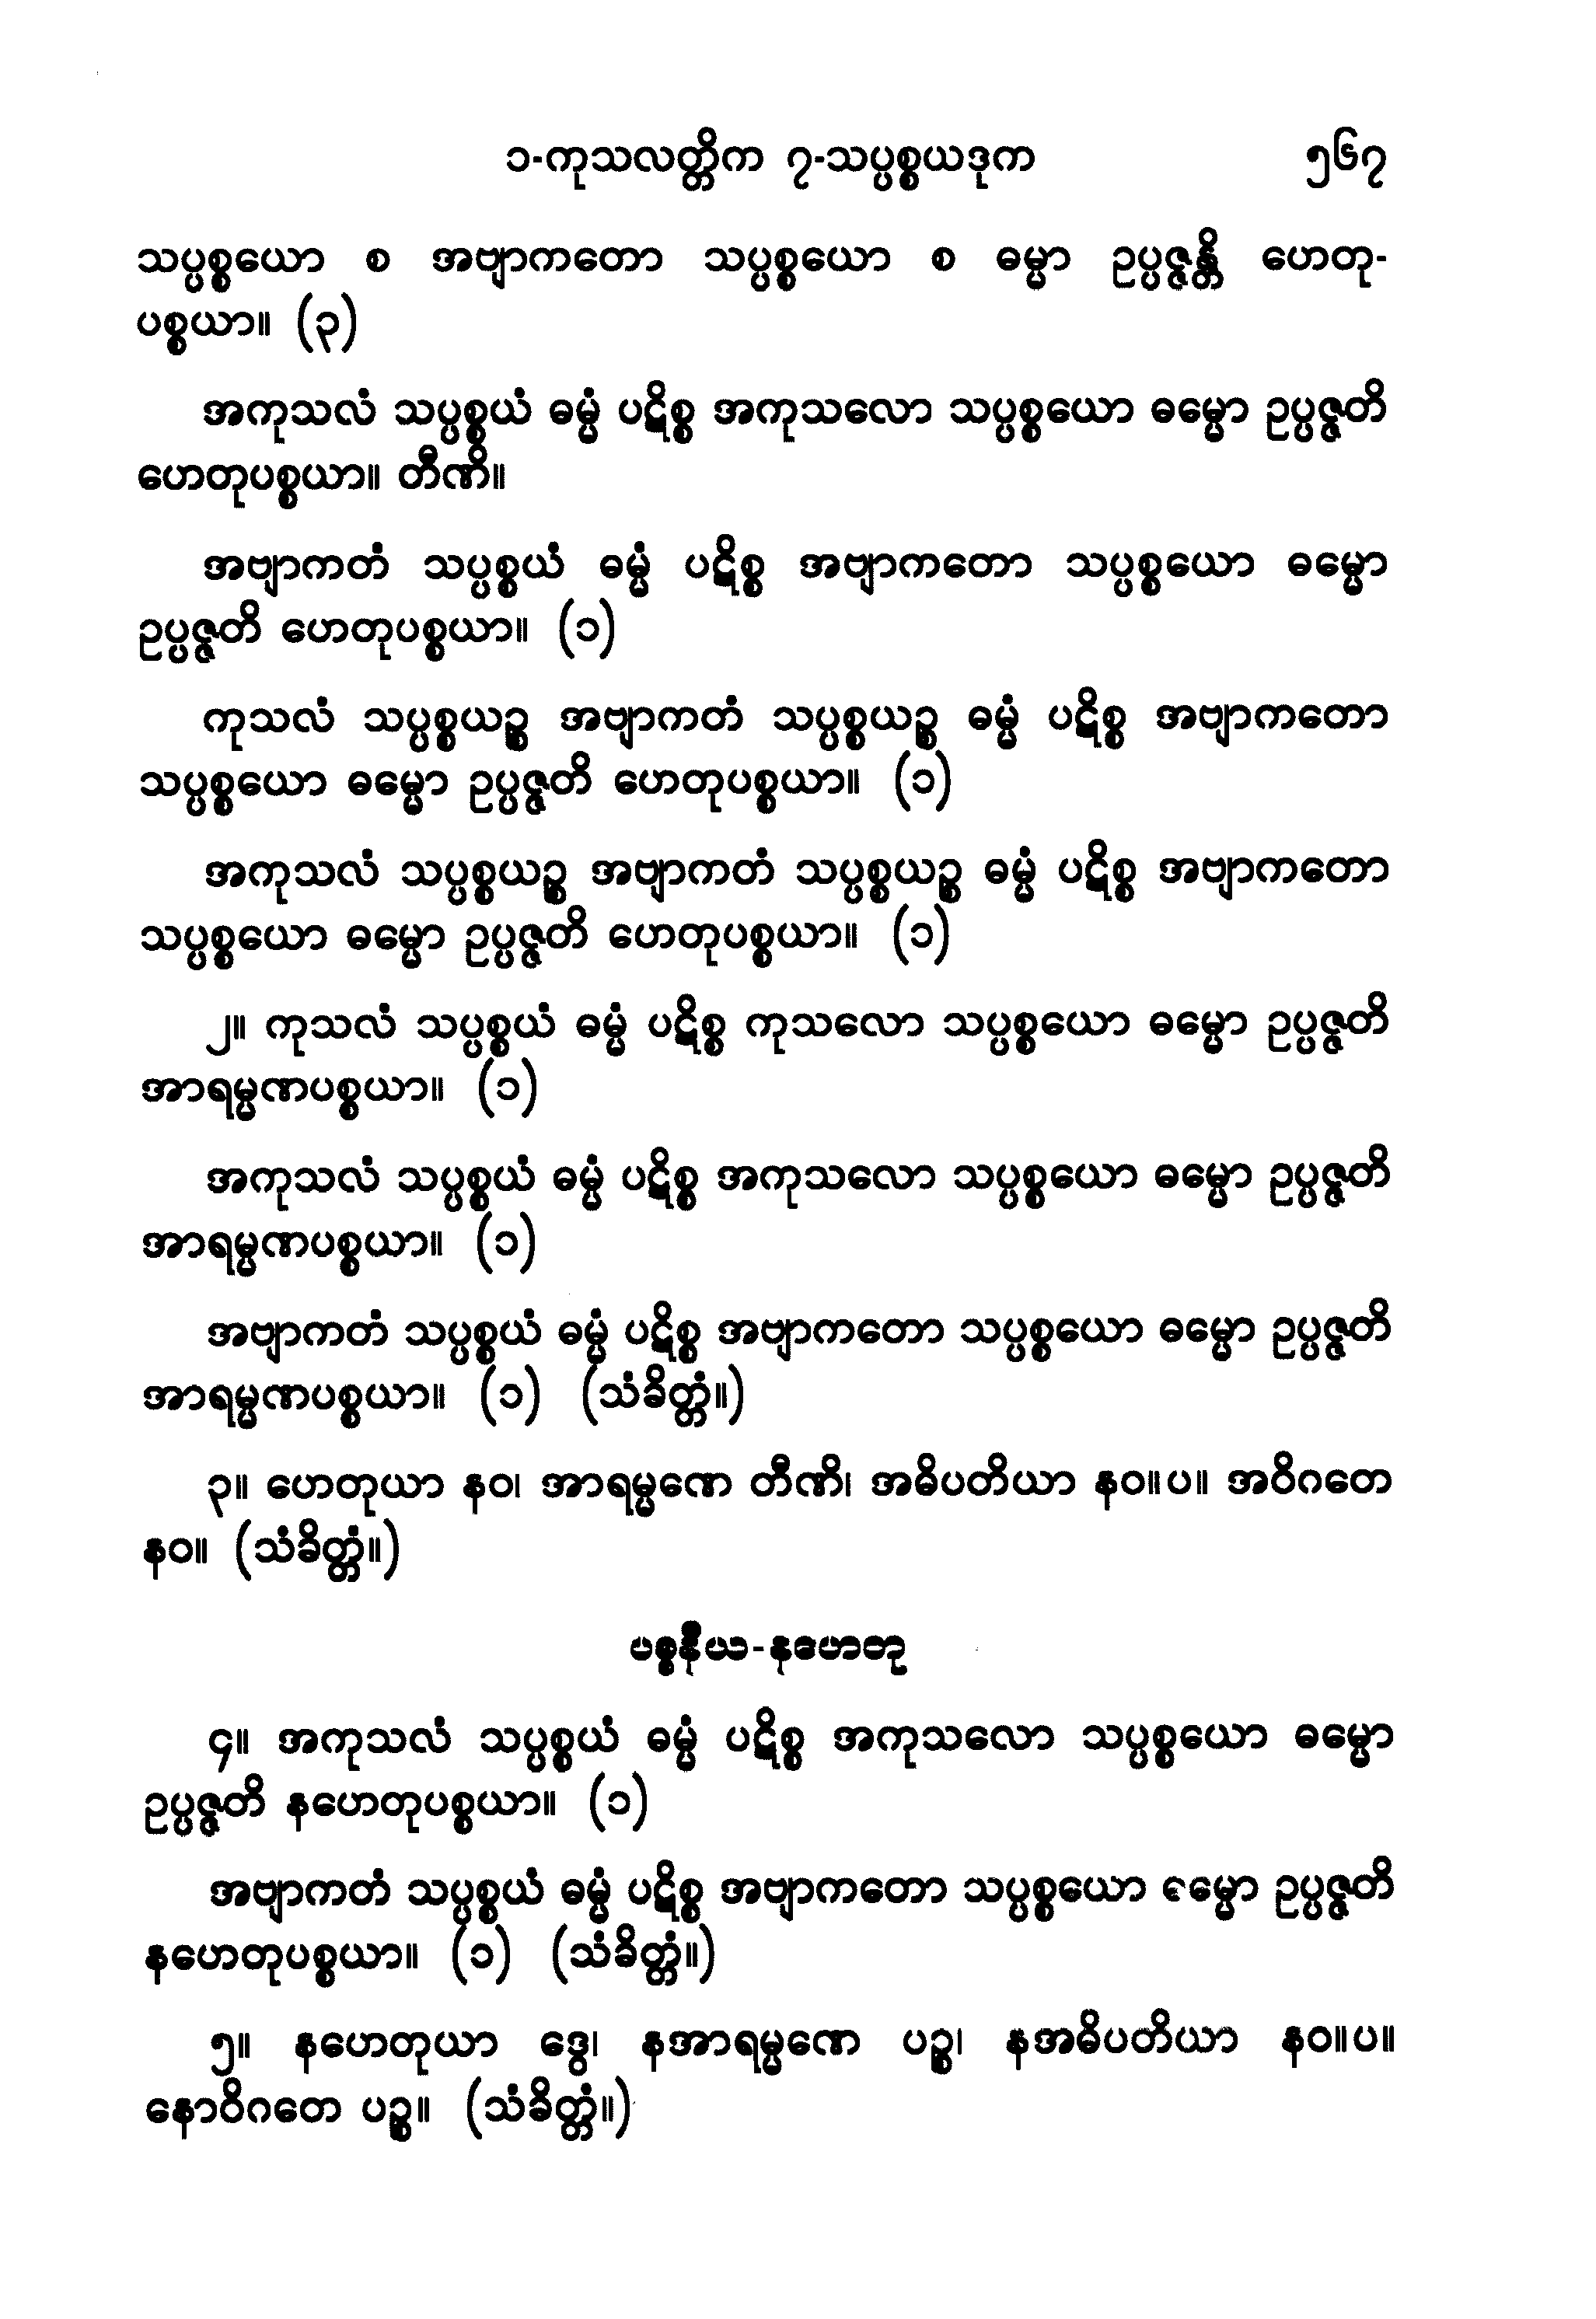 ၁-ကုသလတ္တိက ၇-သပ္ပစ္စယဒုက ၅၆၇
သပ္ပစ္စယော စ အဗျာကတော သပ္ပစ္စယော စ ဓမ္မာ ဥပ္ပဇ္ဇန္တိ ဟေတု-
ပစ္စယာ။ (၃)
အကုသလံ သပ္ပစ္စယံ ဓမ္မံ ပဋိစ္စ အကုသလော သပ္ပစ္စယော ဓမ္မော ဥပ္ပဇ္ဇတိ
ဟေတုပစ္စယာ။ တီဏိ။
အဗျာကတံ သပ္ပစ္စယံ ဓမ္မံ ပဋိစ္စ အဗျာကတော သပ္ပစ္စယော ဓမ္မော
ဥပ္ပဇ္ဇတိ ဟေတုပစ္စယာ။ (၁)
ကုသလံ သပ္ပစ္စယဉ္စ အဗျာကတံ သပ္ပစ္စယဉ္စ ဓမ္မံ ပဋိစ္စ အဗျာကတော
သပ္ပစ္စယော ဓမ္မော ဥပ္ပဇ္ဇတိ ဟေတုပစ္စယာ။ (၁)
အကုသလံ သပ္ပစ္စယဉ္စ အဗျာကတံ သပ္ပစ္စယဉ္စ ဓမ္မံ ပဋိစ္စ အဗျာကတော
သပ္ပစ္စယော ဓမ္မော ဥပ္ပဇ္ဇတိ ဟေတုပစ္စယာ။ (၁)
၂။ ကုသလံ သပ္ပစ္စယံ ဓမ္မံ ပဋိစ္စ ကုသလော သပ္ပစ္စယော ဓမ္မော ဥပ္ပဇ္ဇတိ
အာရမ္မဏပစ္စယာ။ (၁)
အကုသလံ သပ္ပစ္စယံ ဓမ္မံ ပဋိစ္စ အကုသလော သပ္ပစ္စယော ဓမ္မော ဥပ္ပဇ္ဇတိ
အာရမ္မဏပစ္စယာ။ (၁)
အဗျာကတံ သပ္ပစ္စယံ ဓမ္မံ ပဋိစ္စ အဗျာကတော သပ္ပစ္စယော ဓမ္မော ဥပ္ပဇ္ဇတိ
အာရမ္မဏပစ္စယာ။ (၁) (သံခိတ္တံ။)
၃။ ဟေတုယာ နဝ၊ အာရမ္မဏေ တီဏိ၊ အဓိပတိယာ နဝ။ပ။ အဝိဂတေ
နဝ။ (သံခိတ္တံ။)
ပစ္စနီယ-နဟေတု
၄။ အကုသလံ သပ္ပစ္စယံ ဓမ္မံ ပဋိစ္စ အကုသလော သပ္ပစ္စယော ဓမ္မော
ဥပ္ပဇ္ဇတိ နဟေတုပစ္စယာ။ (၁)
အဗျာကတံ သပ္ပစ္စယံ ဓမ္မံ ပဋိစ္စ အဗျာကတော သပ္ပစ္စယော ဓမ္မော ဥပ္ပဇ္ဇတိ
နဟေတုပစ္စယာ။ (၁) (သံခိတ္တံ။)
၅။ နဟေတုယာ ဒွေ၊ နအာရမ္မဏေ ပဉ္စ၊ နအဓိပတိယာ နဝ။ပ။
နောဝိဂတေ ပဉ္စ။ (သံခိတ္တံ။)